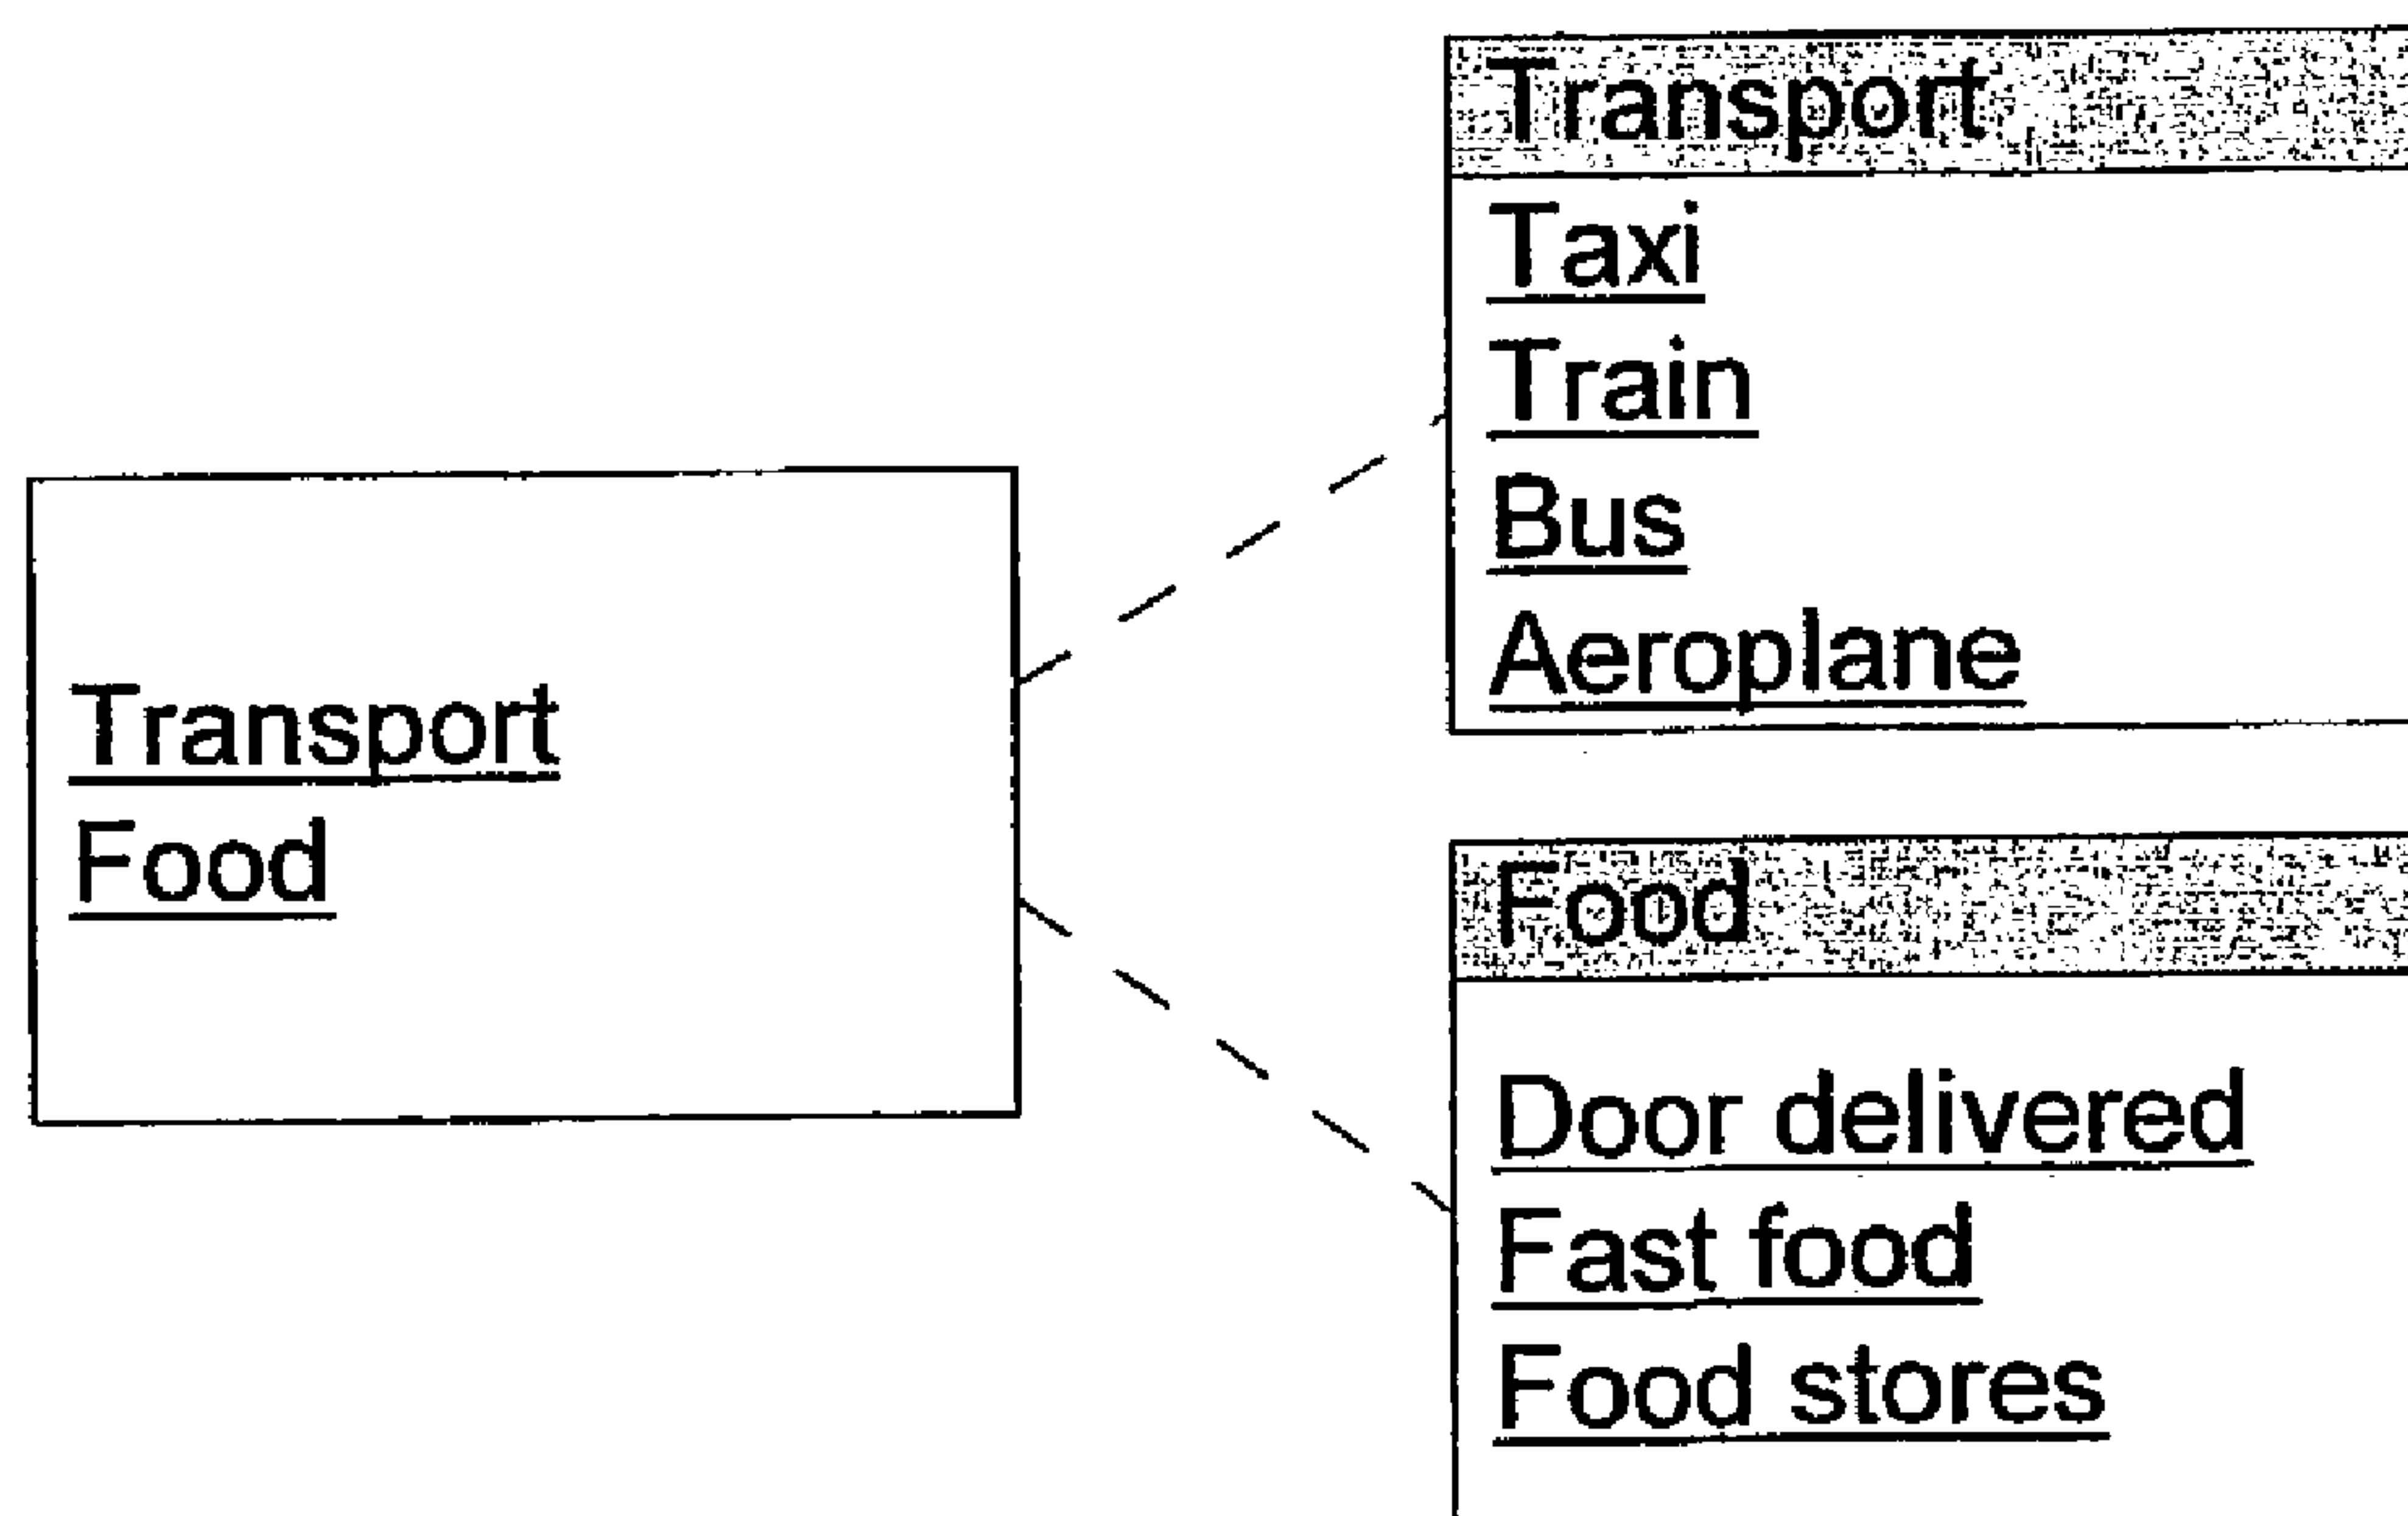 Transport
Food
Transport
Taxi
Train
Bus
Aeroplane
Food
Door delivered
Fast food
Food stores